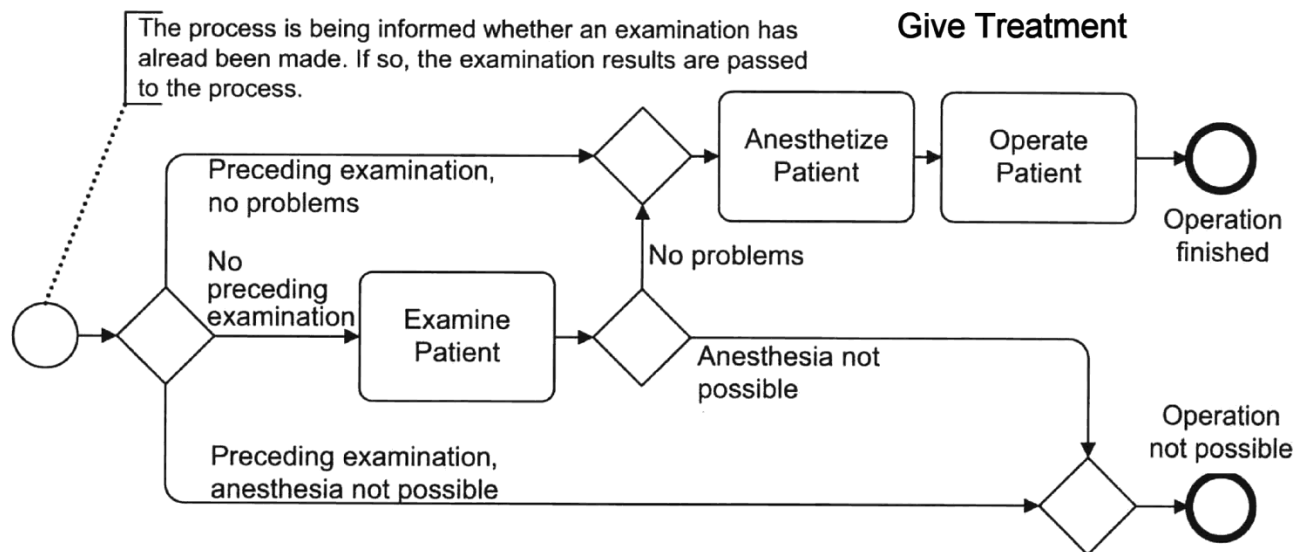 The process is being informed whether an examination has
alread been made. If so, the examination results are passed
to the process.
Give Treatment
Preceding examination,
no problems
Anesthetize
Patient
Operate
Patient
Operation
finished
No
preceding
examination
Examine
Patient
No problems
Anesthesia not
possible
Preceding examination,
anesthesia not possible
Operation
not possible